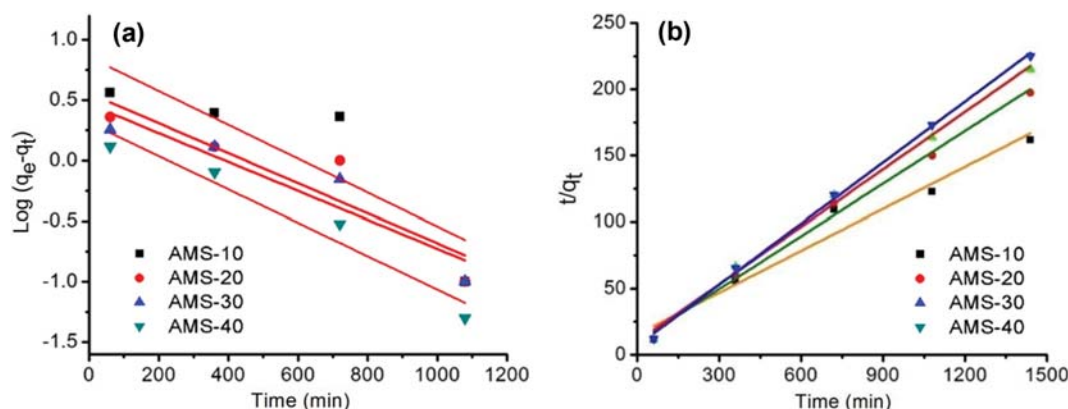 (a)
Log (qe-qt)
1.0
0.5
0.0
-0.5
-1.0
-1.5
AMS-10
AMS-20
AMS-30
AMS-40
0 200 400 600 800 1000 1200
Time (min)
(b)
t/qt
250
200
150
100
50
0
AMS-10
AMS-20
AMS-30
AMS-40
0 300 600 900 1200 1500
Time (min)